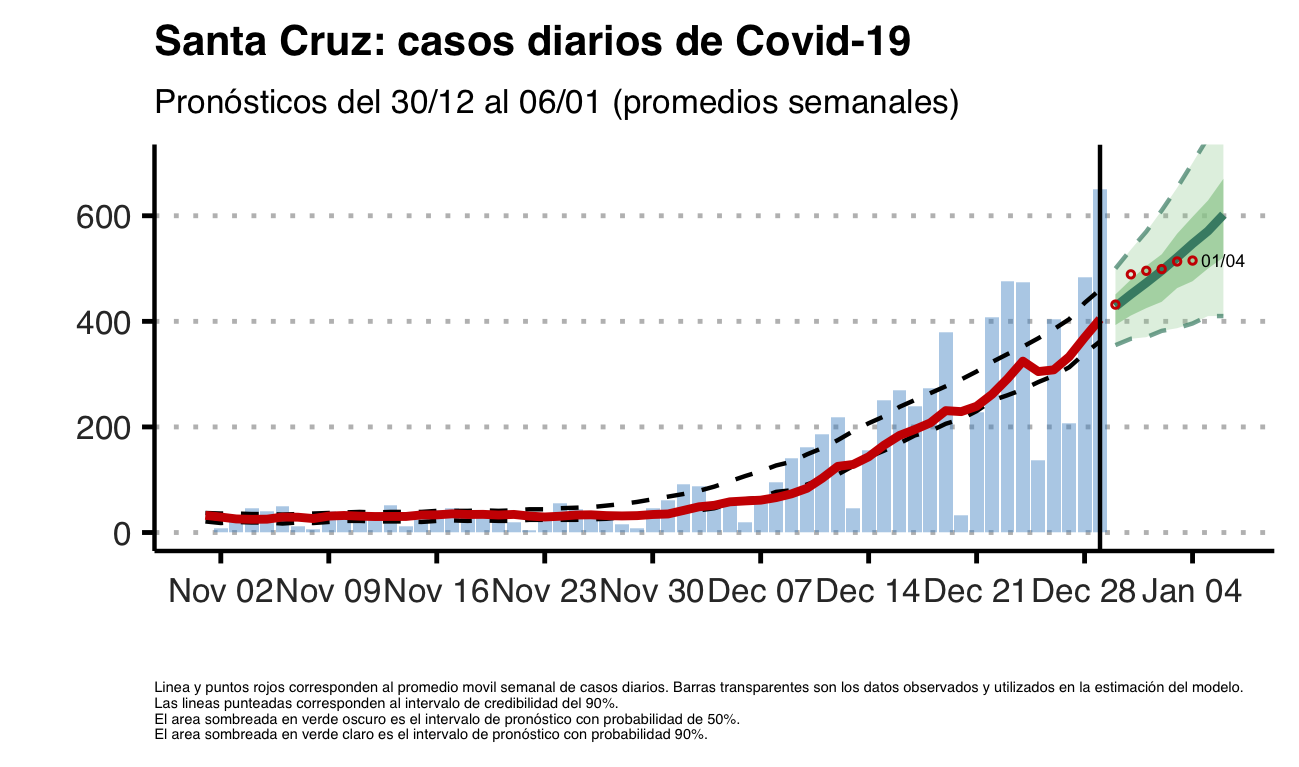 Santa Cruz: casos diarios de Covid-19
Pronósticos del 30/12 al 06/01 (promedios semanales)
600
400
200
0
01/04
Nov 02 Nov 09 Nov 16 Nov 23 Nov 30 Dec 07 Dec 14 Dec 21 Dec 28 Jan 04
Linea y puntos rojos corresponden al promedio movil semanal de casos diarios. Barras transparentes son los datos observados y utilizados en la estimación del modelo.
Las lineas punteadas corresponden al intervalo de credibilidad del 90%.
El area sombreada en verde oscuro es el intervalo de pronóstico con probabilidad de 50%.
El area sombreada en verde claro es el intervalo de pronóstico con probabilidad 90%.